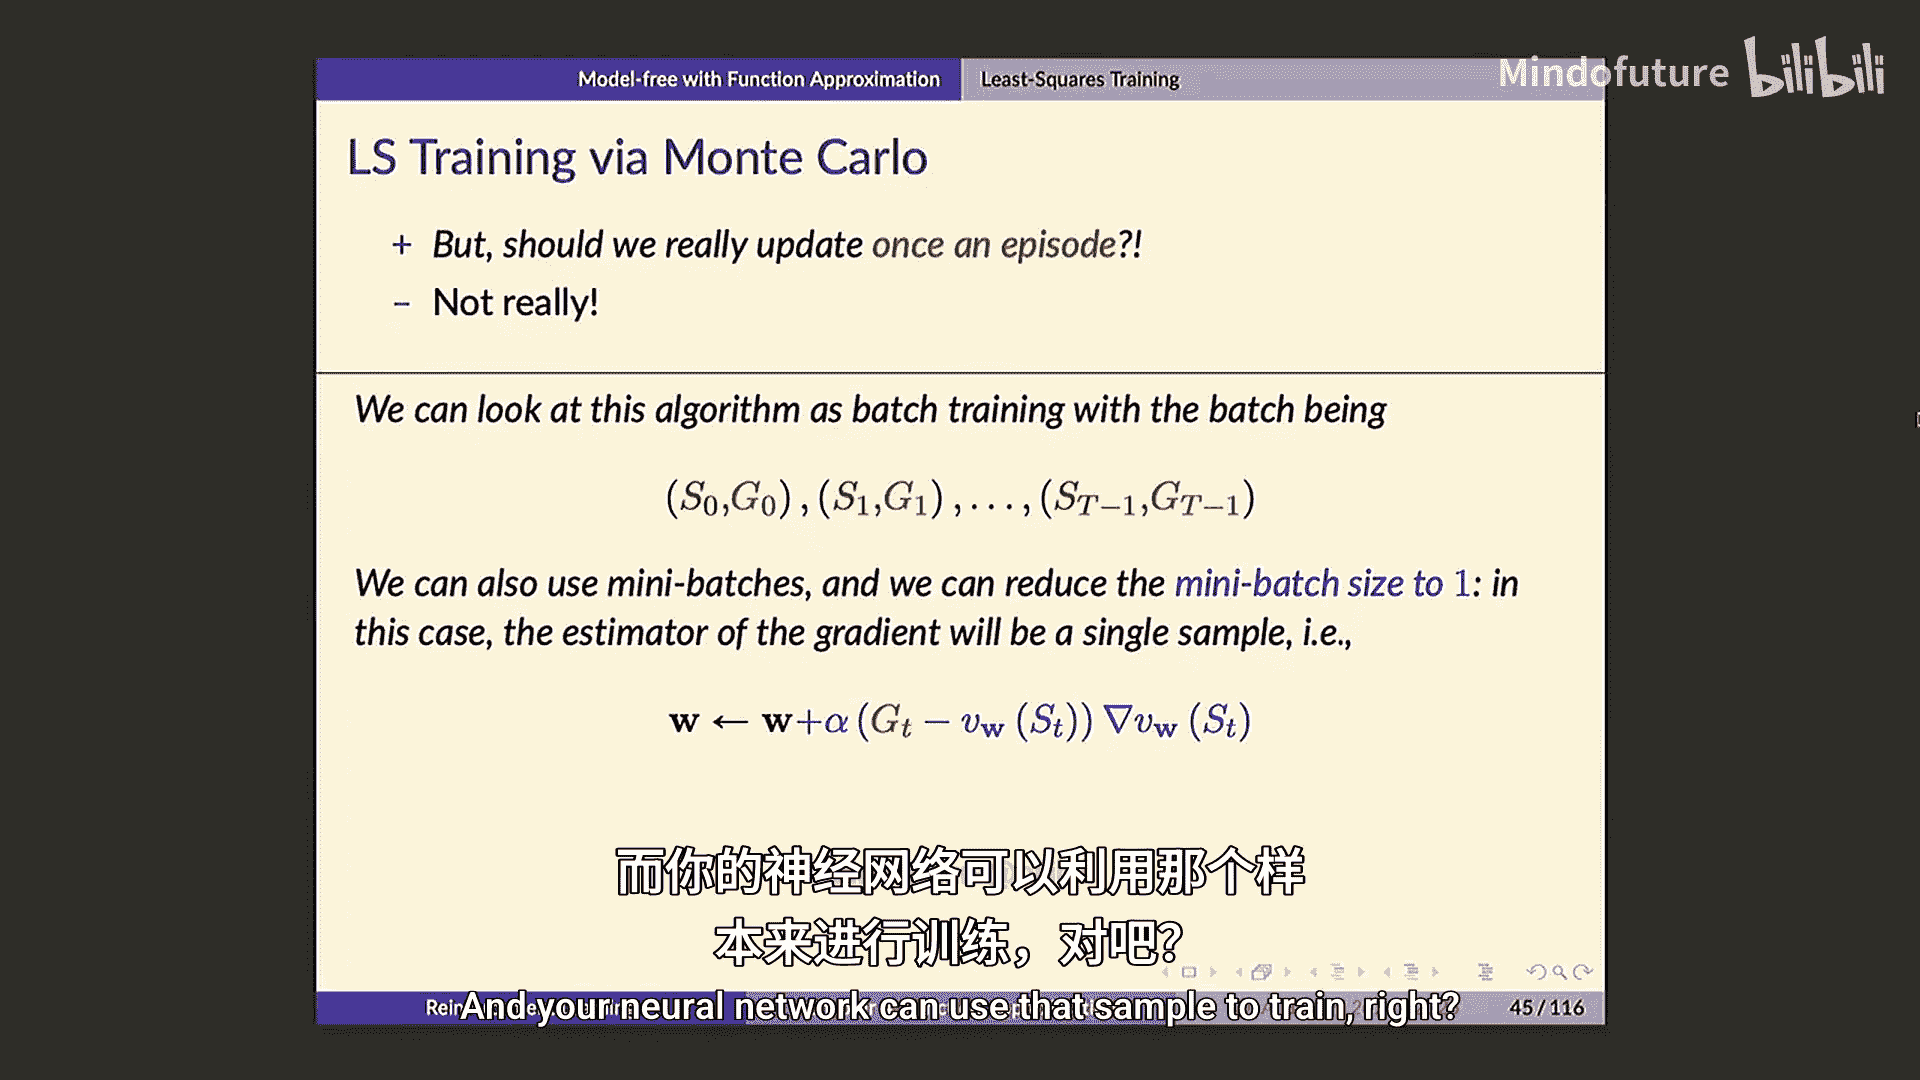 Model-free with Function Approximation
Least-Squares Training
Mindofuture bilibili
LS Training via Monte Carlo
+ But, should we really update once an episode?!
− Not really!
We can look at this algorithm as batch training with the batch being
(S_0,G_0), (S_1,G_1), ..., (S_{T−1},G_{T−1})
We can also use mini-batches, and we can reduce the mini-batch size to 1: in
this case, the estimator of the gradient will be a single sample, i.e.,
w ← w+α (G_t − v_w (S_t)) ∇v_w (S_t)
而你的神经网络可以利用那个样
本来进行训练，对吧？
And your neural network can use that sample to train, right?
45 / 116